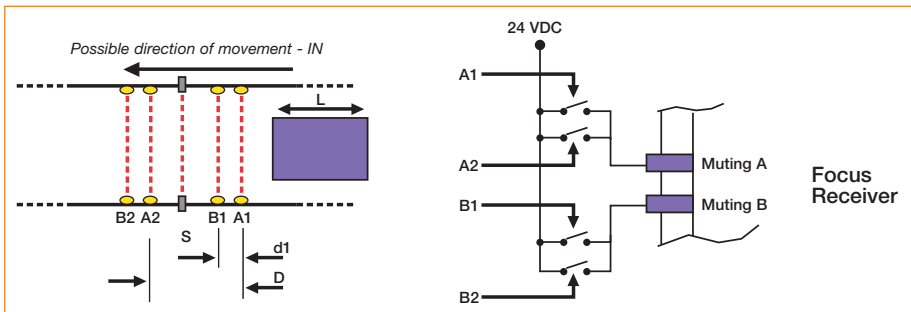 Possible direction of movement - IN
L
B2 A2 B1 A1
S
d1
D
24 VDC
A1
A2
B1
B2
Muting A
Muting B
Focus
Receiver